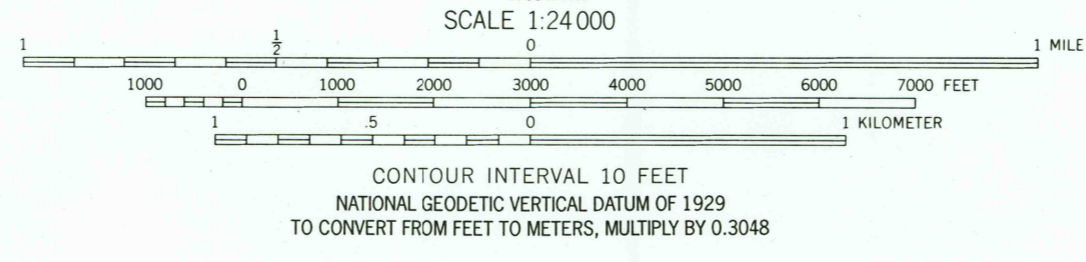 SCALE 1:24 000
1 1/2 0 1 MILE
1000 0 1000 2000 3000 4000 5000 6000 7000 FEET
1 .5 0 1 KILOMETER
CONTOUR INTERVAL 10 FEET
NATIONAL GEODETIC VERTICAL DATUM OF 1929
TO CONVERT FROM FEET TO METERS, MULTIPLY BY 0.3048